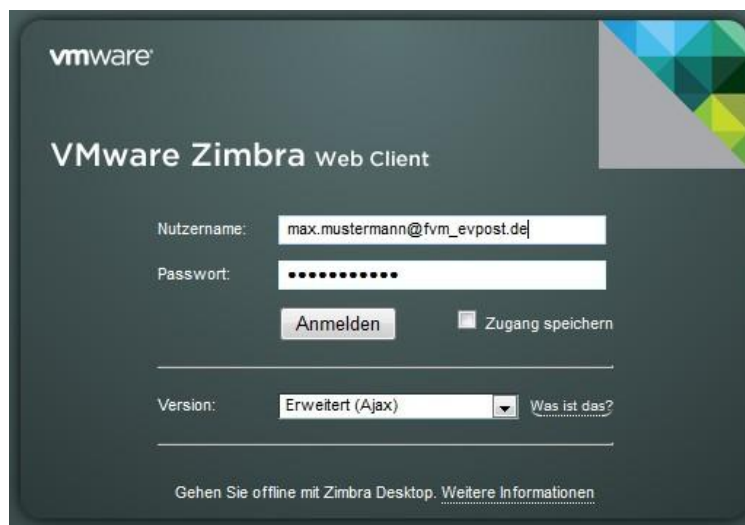 vmware
VMware Zimbra Web Client
Nutzername: max.mustermann@fvm_evpost.de
Passwort: ●●●●●●●●●●●
Anmelden Zugang speichern
Version: Erweitert (Ajax) Was ist das?
Gehen Sie offline mit Zimbra Desktop. Weitere Informationen